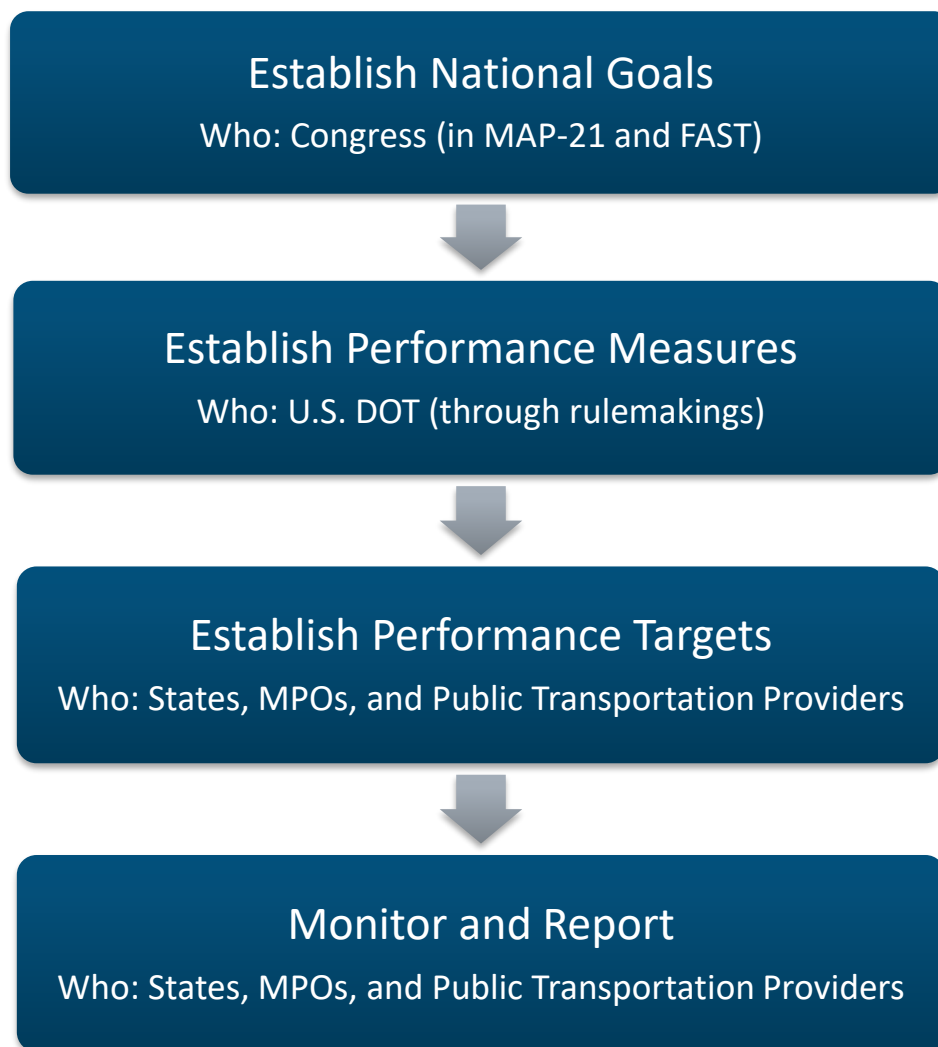 Establish National Goals
Who: Congress (in MAP-21 and FAST)
Establish Performance Measures
Who: U.S. DOT (through rulemakings)
Establish Performance Targets
Who: States, MPOs, and Public Transportation Providers
Monitor and Report
Who: States, MPOs, and Public Transportation Providers